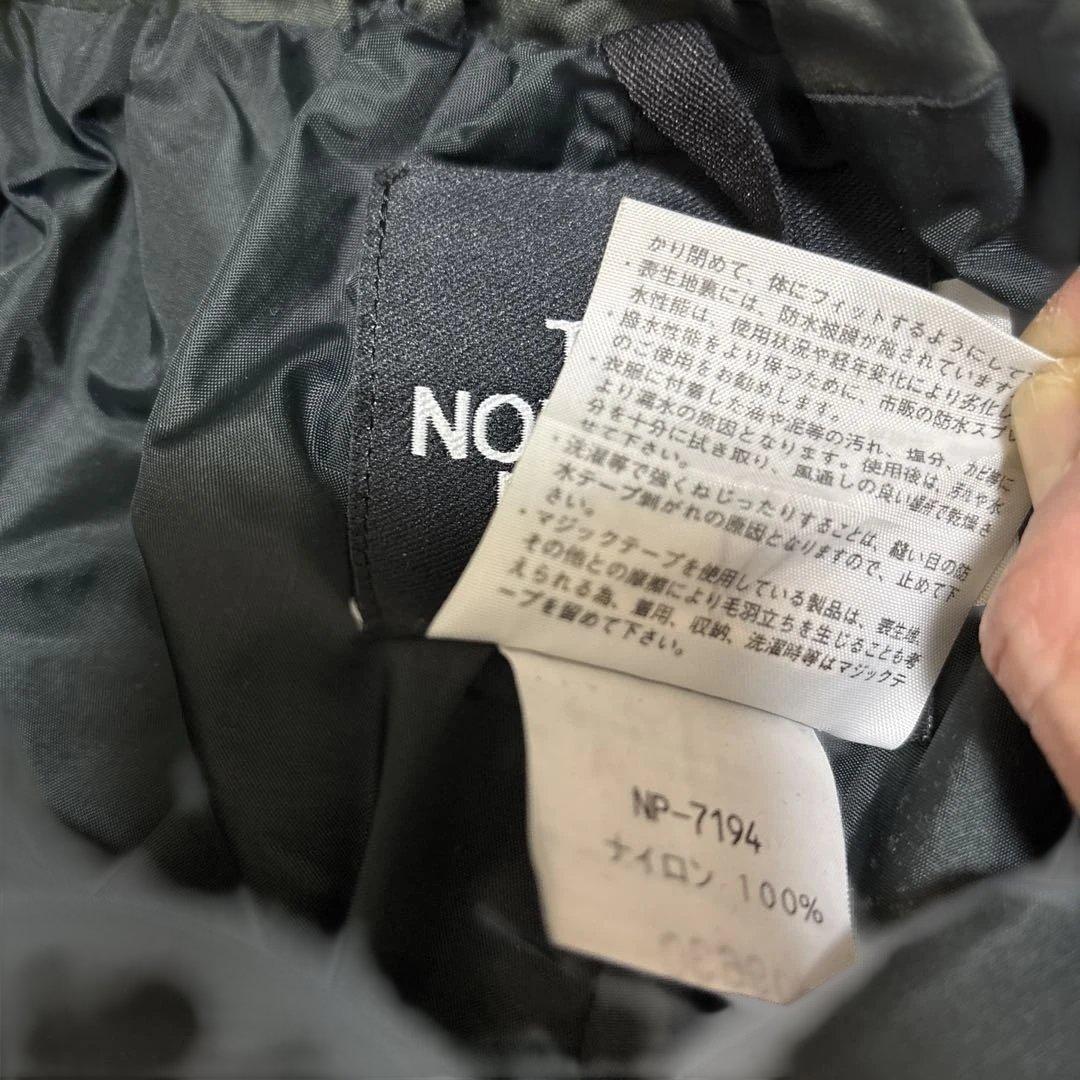 T
NO
かり閉めて、体にフィットするようにして
・表生地裏には、防水被膜が施されています
水性能は、使用状況や経年変化により劣化し
・撥水性能をより保つために、市販の防水スプレ
のご使用をお勧めします。
・衣服に付着した油や泥等の汚れ、塩分、カビ等に
より漏水の原因となります。使用後は、汚れや水
分を十分に拭き取り、風通しの良い場所で乾燥さ
せて下さい。
・洗濯等で強くねじったりすることは、縫い目の防
水テープ剥がれの原因となりますので、止めて下
さい。
・マジックテープを使用している製品は、表生地
その他との摩擦により毛羽立ちを生じることも考
えられる為、着用、収納、洗濯時等はマジックテ
ープを留めて下さい。
NP-7194
ナイロン 100%